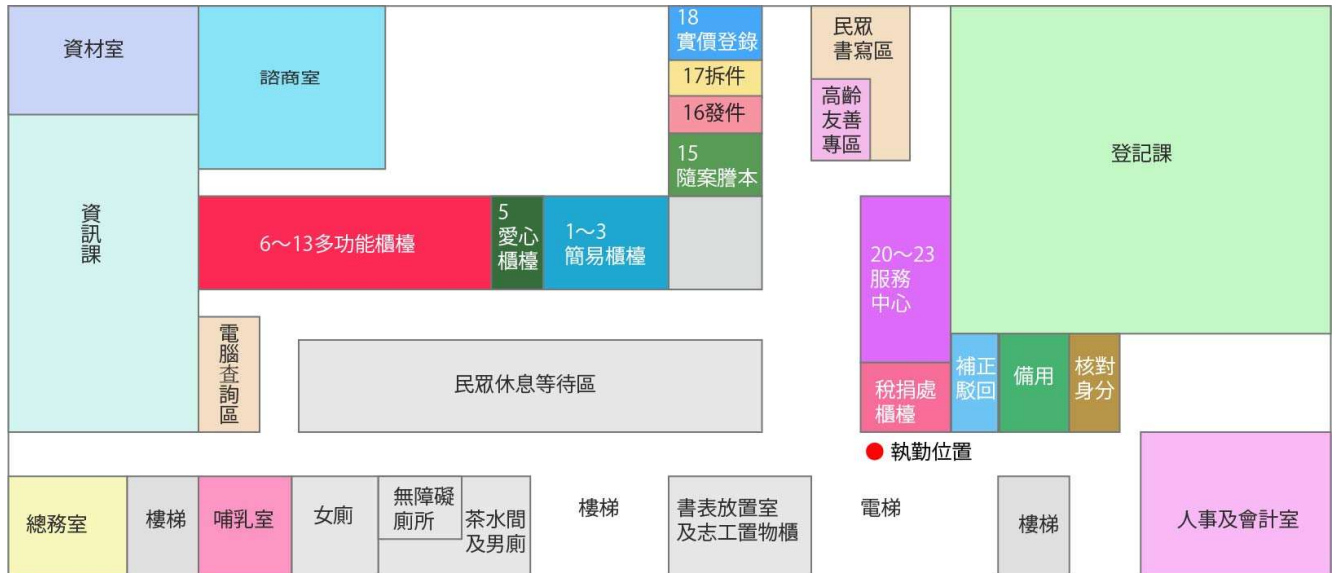 資材室
諮商室
18
實價登錄
17拆件
16發件
15
隨案謄本
民眾
書寫區
高齡
友善
專區
登記課
資訊課
6～13多功能櫃檯
5
愛心
櫃檯
1～3
簡易櫃檯
20～23
服務
中心
電腦查詢區
民眾休息等待區
稅捐處
櫃檯
補正
駁回
備用
核對
身分
執勤位置
總務室
樓梯
哺乳室
女廁
無障礙
廁所
茶水間
及男廁
樓梯
書表放置室
及志工置物櫃
電梯
樓梯
人事及會計室